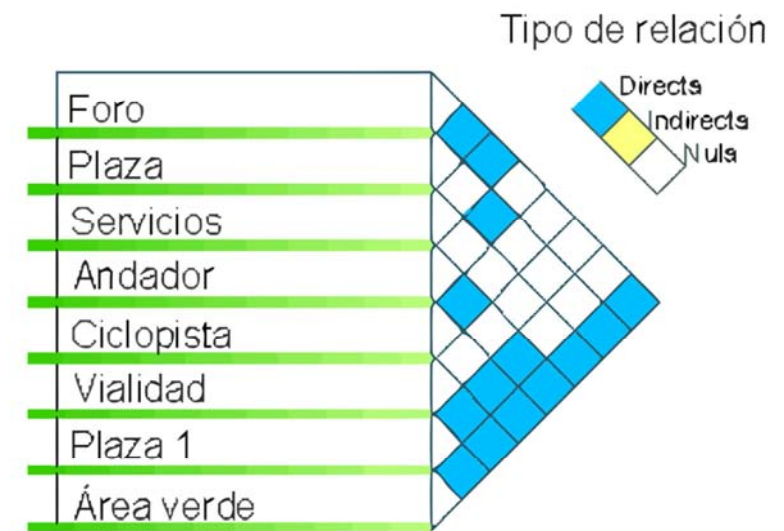 Tipo de relación
Directa
Indirecta
Nula
Foro
Plaza
Servicios
Andador
Ciclopista
Vialidad
Plaza 1
Área verde